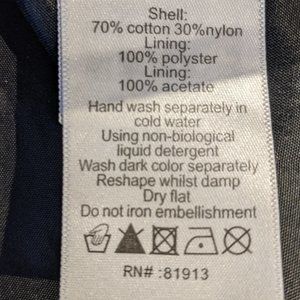 Shell:
70% cotton 30%nylon
Lining:
100% polyster
Lining:
100% acetate
Hand wash separately in
cold water
Using non-biological
liquid detergent
Wash dark color separately
Reshape whilst damp
Dry flat
Do not iron embellishment
RN# :81913